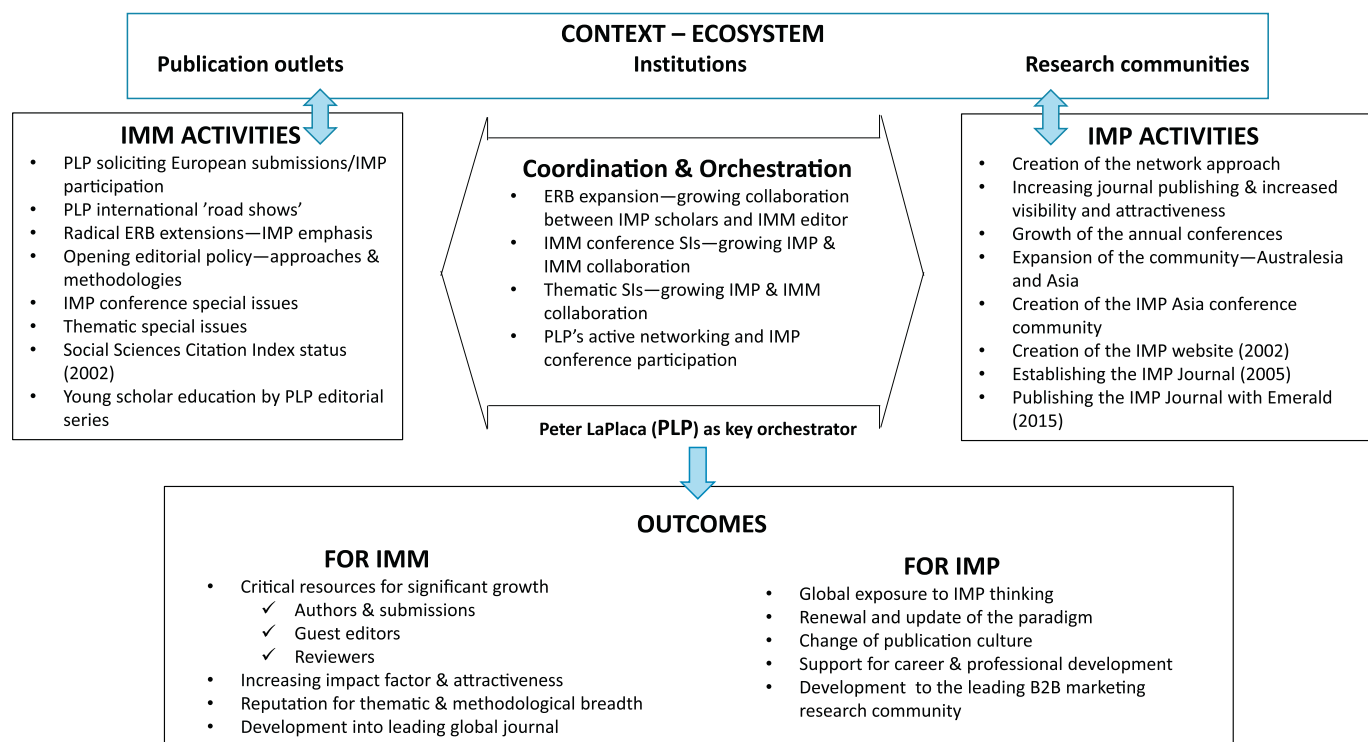 CONTEXT – ECOSYSTEM
Publication outlets
Institutions
Research communities
IMM ACTIVITIES
• PLP soliciting European submissions/IMP
participation
• PLP international ’road shows’
• Radical ERB extensions—IMP emphasis
• Opening editorial policy—approaches &
methodologies
• IMP conference special issues
• Thematic special issues
• Social Sciences Citation Index status
(2002)
• Young scholar education by PLP editorial
series
Coordination & Orchestration
• ERB expansion—growing collaboration
between IMP scholars and IMM editor
• IMM conference SIs—growing IMP &
IMM collaboration
• Thematic SIs—growing IMP & IMM
collaboration
• PLP’s active networking and IMP
conference participation
Peter LaPlaca (PLP) as key orchestrator
IMP ACTIVITIES
• Creation of the network approach
• Increasing journal publishing & increased
visibility and attractiveness
• Growth of the annual conferences
• Expansion of the community—Australesia
and Asia
• Creation of the IMP Asia conference
community
• Creation of the IMP website (2002)
• Establishing the IMP Journal (2005)
• Publishing the IMP Journal with Emerald
(2015)
OUTCOMES
FOR IMM
• Critical resources for significant growth
✓ Authors & submissions
✓ Guest editors
✓ Reviewers
• Increasing impact factor & attractiveness
• Reputation for thematic & methodological breadth
• Development into leading global journal
FOR IMP
• Global exposure to IMP thinking
• Renewal and update of the paradigm
• Change of publication culture
• Support for career & professional development
• Development to the leading B2B marketing
research community